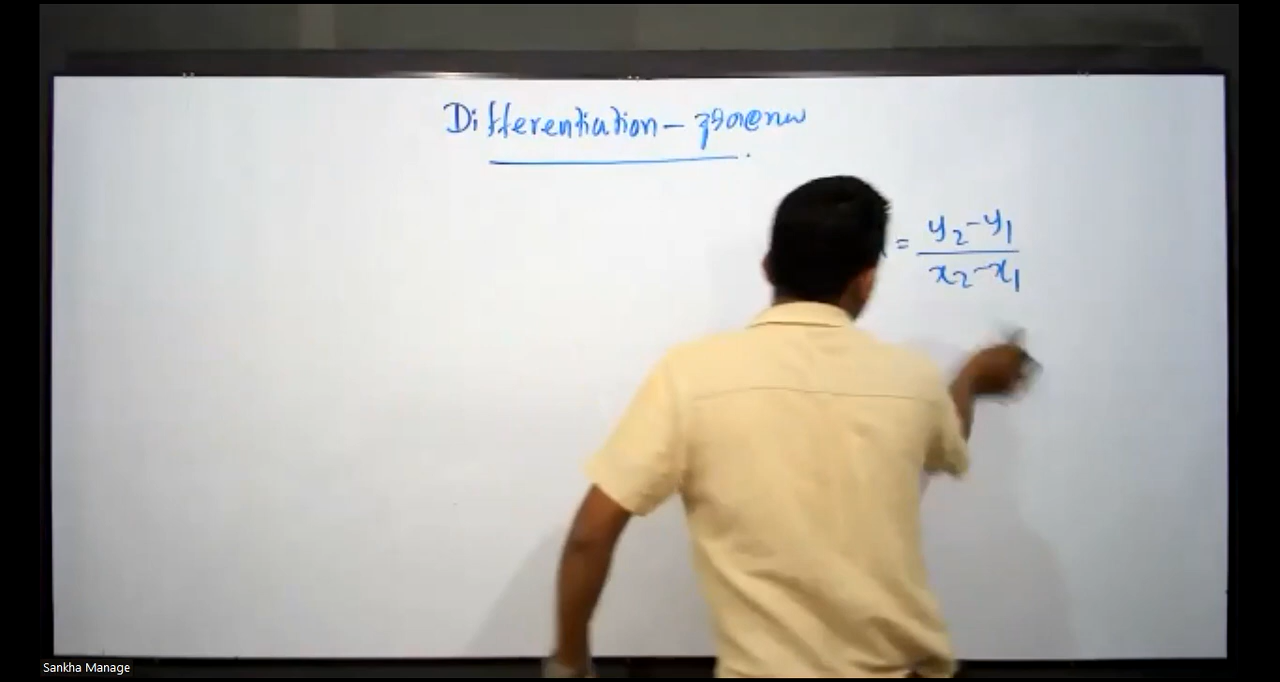 Differentiation – අවකලනය
= y₂-y₁
x₂-x₁
Sankha Manage